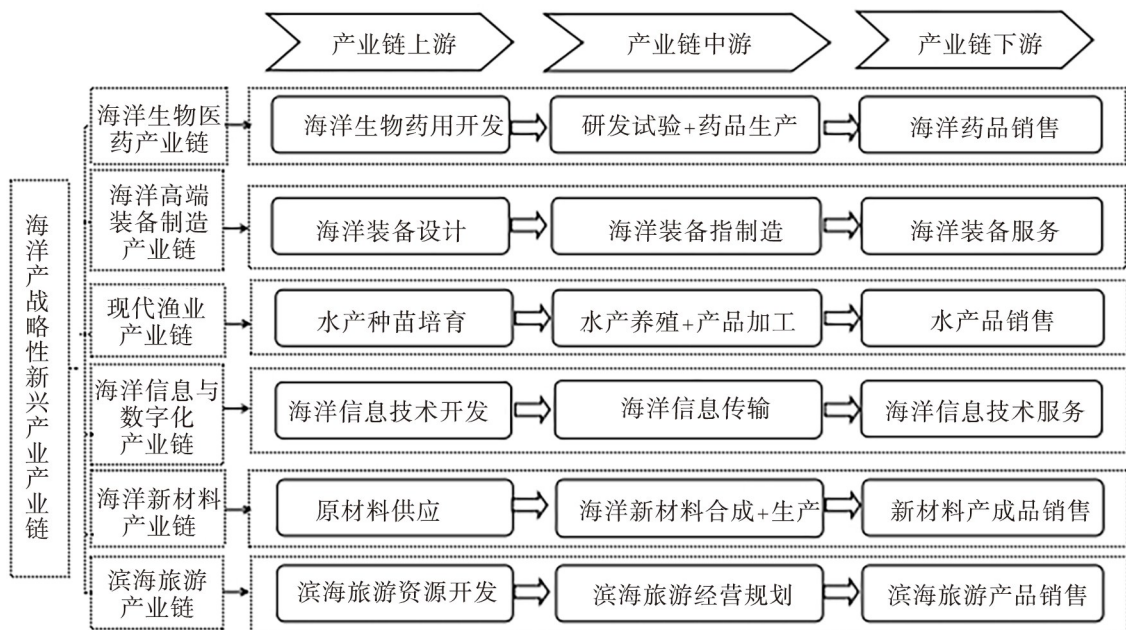 产业链上游
产业链中游
产业链下游
海洋产战略性新兴产业产业链
海洋生物医
药产业链
海洋生物药用开发
研发试验+药品生产
海洋药品销售
海洋高端
装备制造
产业链
海洋装备设计
海洋装备指制造
海洋装备服务
现代渔业
产业链
水产种苗培育
水产养殖+产品加工
水产品销售
海洋信息与
数字化
产业链
海洋信息技术开发
海洋信息传输
海洋信息技术服务
海洋新材料
产业链
原材料供应
海洋新材料合成+生产
新材料产成品销售
滨海旅游
产业链
滨海旅游资源开发
滨海旅游经营规划
滨海旅游产品销售